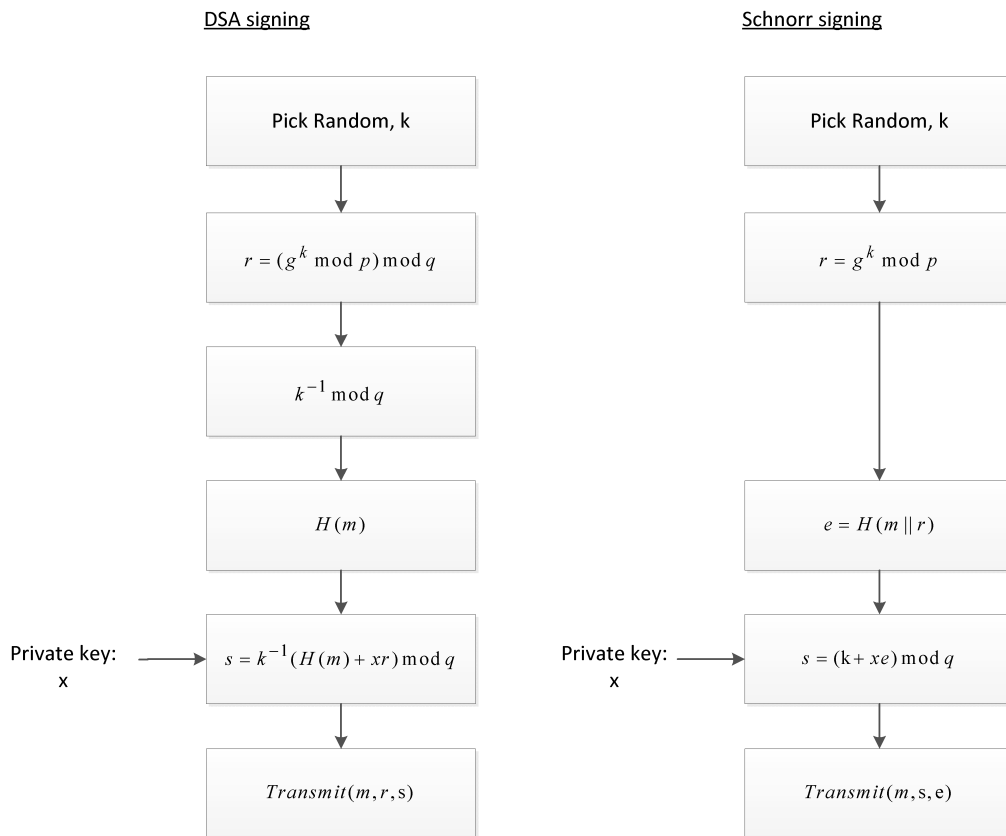 DSA signing
Pick Random, k
r = (g^k mod p) mod q
k^−1 mod q
H(m)
Private key:
x
s = k^−1(H(m) + xr) mod q
Transmit(m, r, s)
Schnorr signing
Pick Random, k
r = g^k mod p
e = H(m || r)
Private key:
x
s = (k + xe) mod q
Transmit(m, s, e)